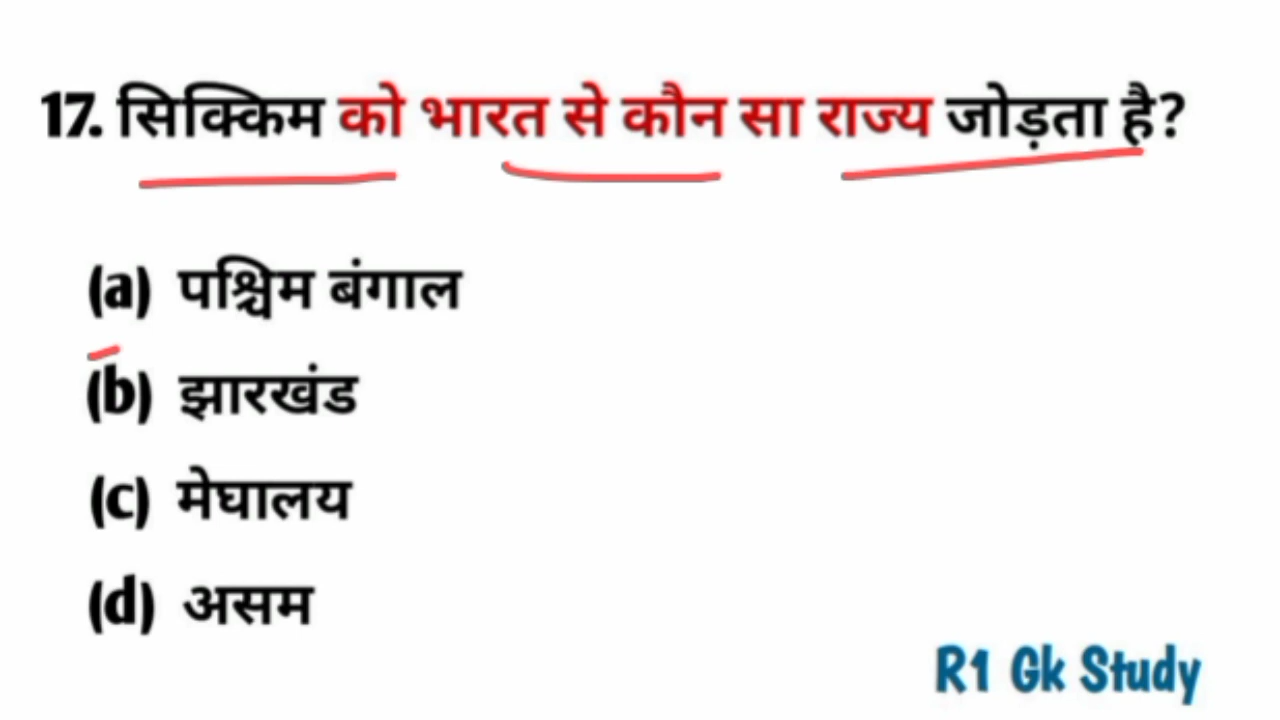 17. सिक्किम को भारत से कौन सा राज्य जोड़ता है?
(a) पश्चिम बंगाल
(b) झारखंड
(c) मेघालय
(d) असम
R1 Gk Study